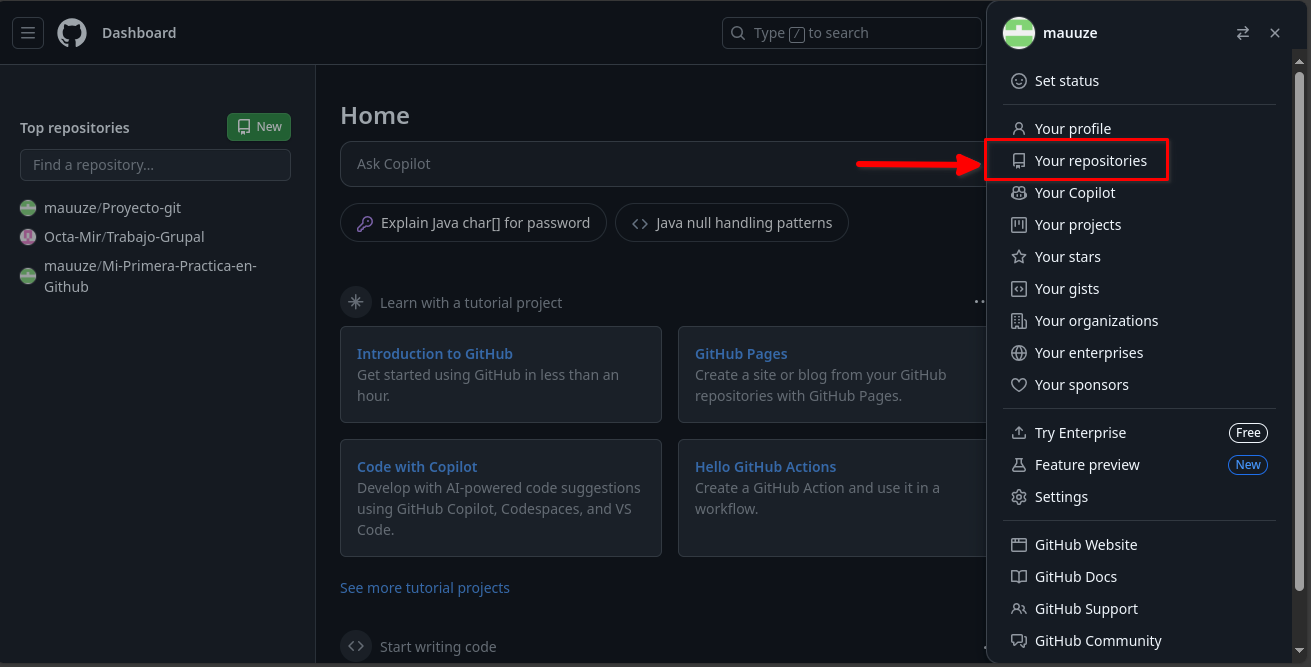 Dashboard
Type / to search
mauuze
Set status
Your profile
Your repositories
Your Copilot
Your projects
Your stars
Your gists
Your organizations
Your enterprises
Your sponsors
Try Enterprise Free
Feature preview New
Settings
GitHub Website
GitHub Docs
GitHub Support
GitHub Community
Top repositories
New
Find a repository...
mauuze/Proyecto-git
Octa-Mir/Trabajo-Grupal
mauuze/Mi-Primera-Practica-en-
Github
Home
Ask Copilot
Explain Java char[] for password
Java null handling patterns
Learn with a tutorial project
Introduction to GitHub
Get started using GitHub in less than an
hour.
GitHub Pages
Create a site or blog from your GitHub
repositories with GitHub Pages.
Code with Copilot
Develop with AI-powered code suggestions
using GitHub Copilot, Codespaces, and VS
Code.
Hello GitHub Actions
Create a GitHub Action and use it in a
workflow.
See more tutorial projects
Start writing code